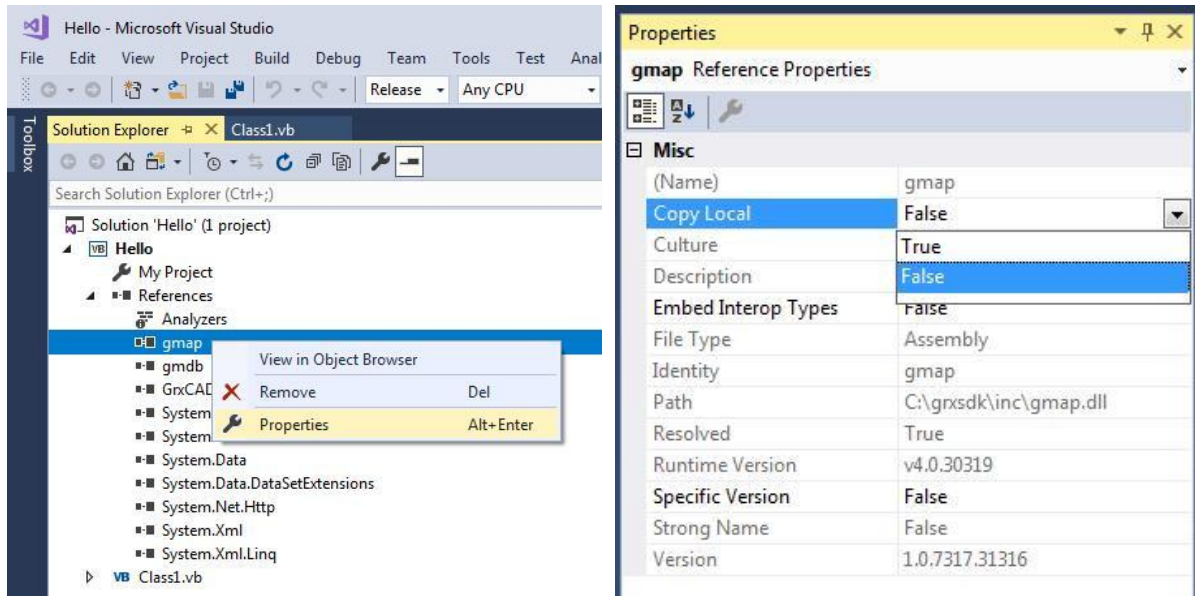 Hello - Microsoft Visual Studio
File Edit View Project Build Debug Team Tools Test Anal
Release Any CPU
Toolbox
Solution Explorer Class1.vb
Search Solution Explorer (Ctrl+;)
Solution 'Hello' (1 project)
VB Hello
My Project
References
Analyzers
gmap
gmdb
GrxCAD
System
System
System.Data
System.Data.DataSetExtensions
System.Net.Http
System.Xml
System.Xml.Linq
VB Class1.vb
View in Object Browser
Remove Del
Properties Alt+Enter
Properties
gmap Reference Properties
Misc
(Name) gmap
Copy Local False
True
False
Culture
Description
Embed Interop Types False
File Type Assembly
Identity gmap
Path C:\grxsdk\inc\gmap.dll
Resolved True
Runtime Version v4.0.30319
Specific Version False
Strong Name False
Version 1.0.7317.31316